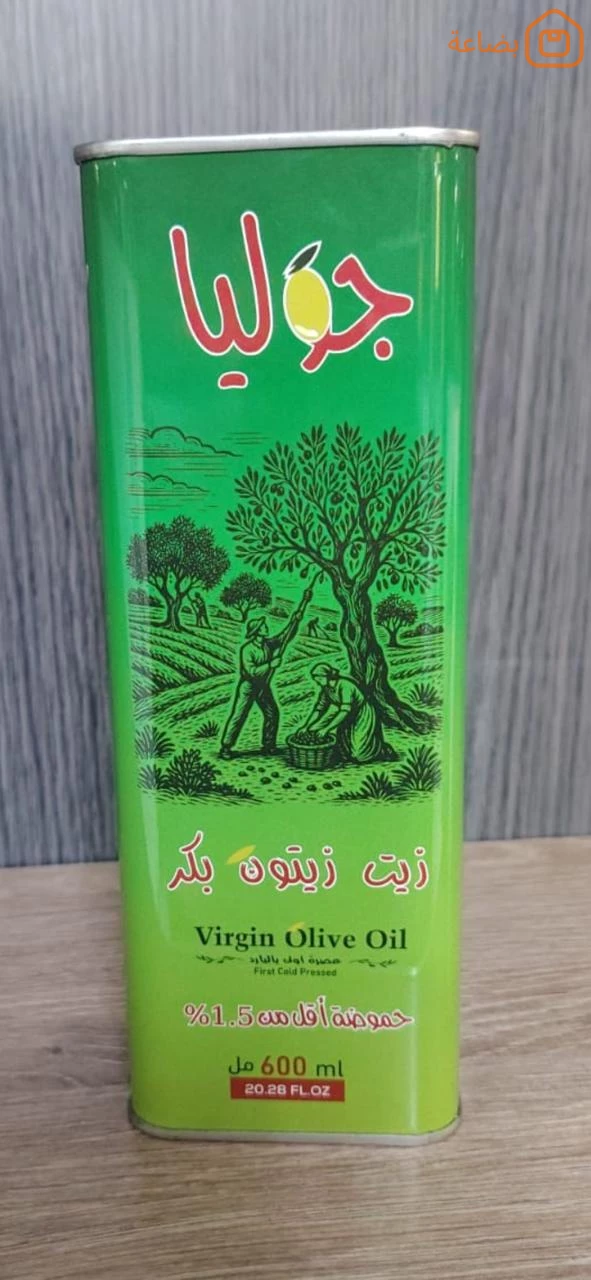 بضاعة
جوليا
زيت زيتون بكر
Virgin Olive Oil
عصرة اولى بالبارد
First Cold Pressed
حموضة أقل من 1.5%
600 ml مل
20.28 FL.OZ